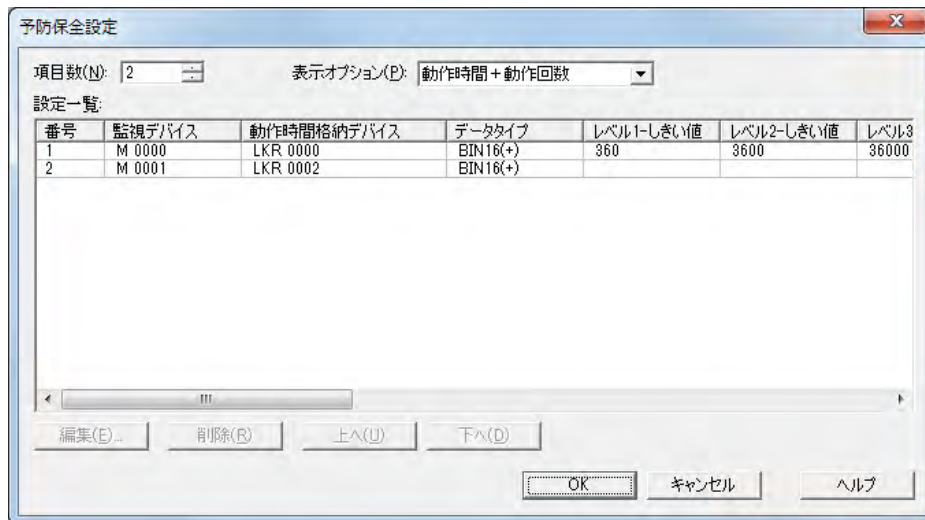 予防保全設定
項目数(N): 2 表示オプション(P): 動作時間+動作回数
設定一覧:
番号 監視デバイス 動作時間格納デバイス データタイプ レベル1-しきい値 レベル2-しきい値 レベル3
1 M 0000 LKR 0000 BIN16(+) 360 3600 36000
2 M 0001 LKR 0002 BIN16(+)
編集(E)... 削除(R) 上へ(U) 下へ(D)
OK キャンセル ヘルプ